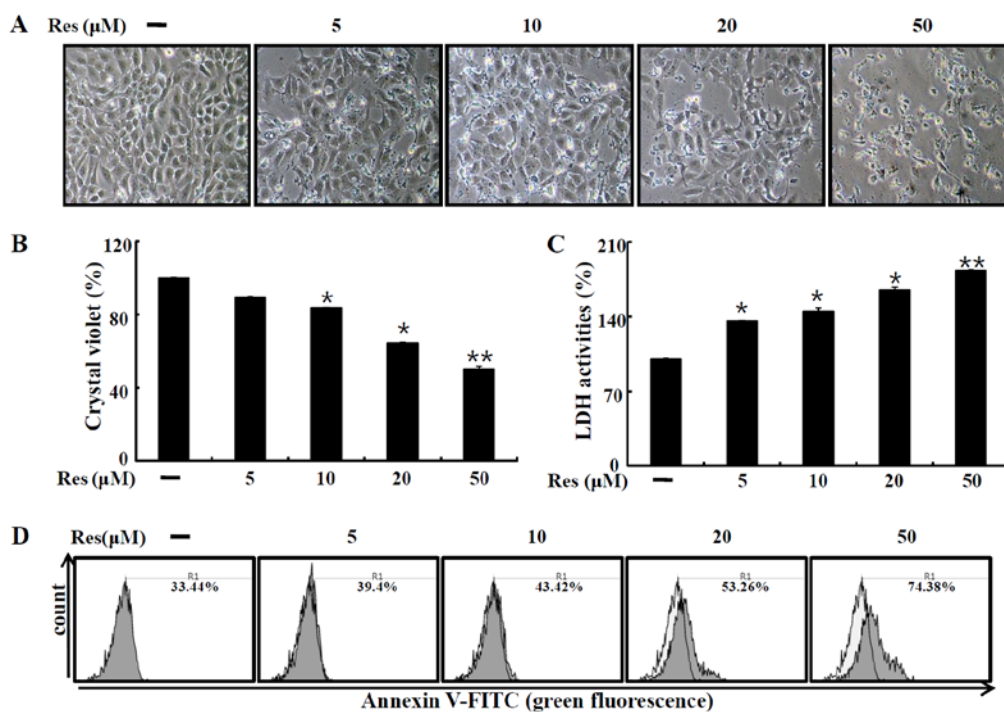 A Res (μM) − 5 10 20 50
B
120
80
40
0
Crystal violet (%)
* * **
Res (μM) − 5 10 20 50
C
210
140
70
0
LDH activities (%)
* * * **
Res (μM) − 5 10 20 50
D Res(μM) − 5 10 20 50
R1 R1 R1 R1 R1
33.44% 39.4% 43.42% 53.26% 74.38%
count
Annexin V-FITC (green fluorescence)